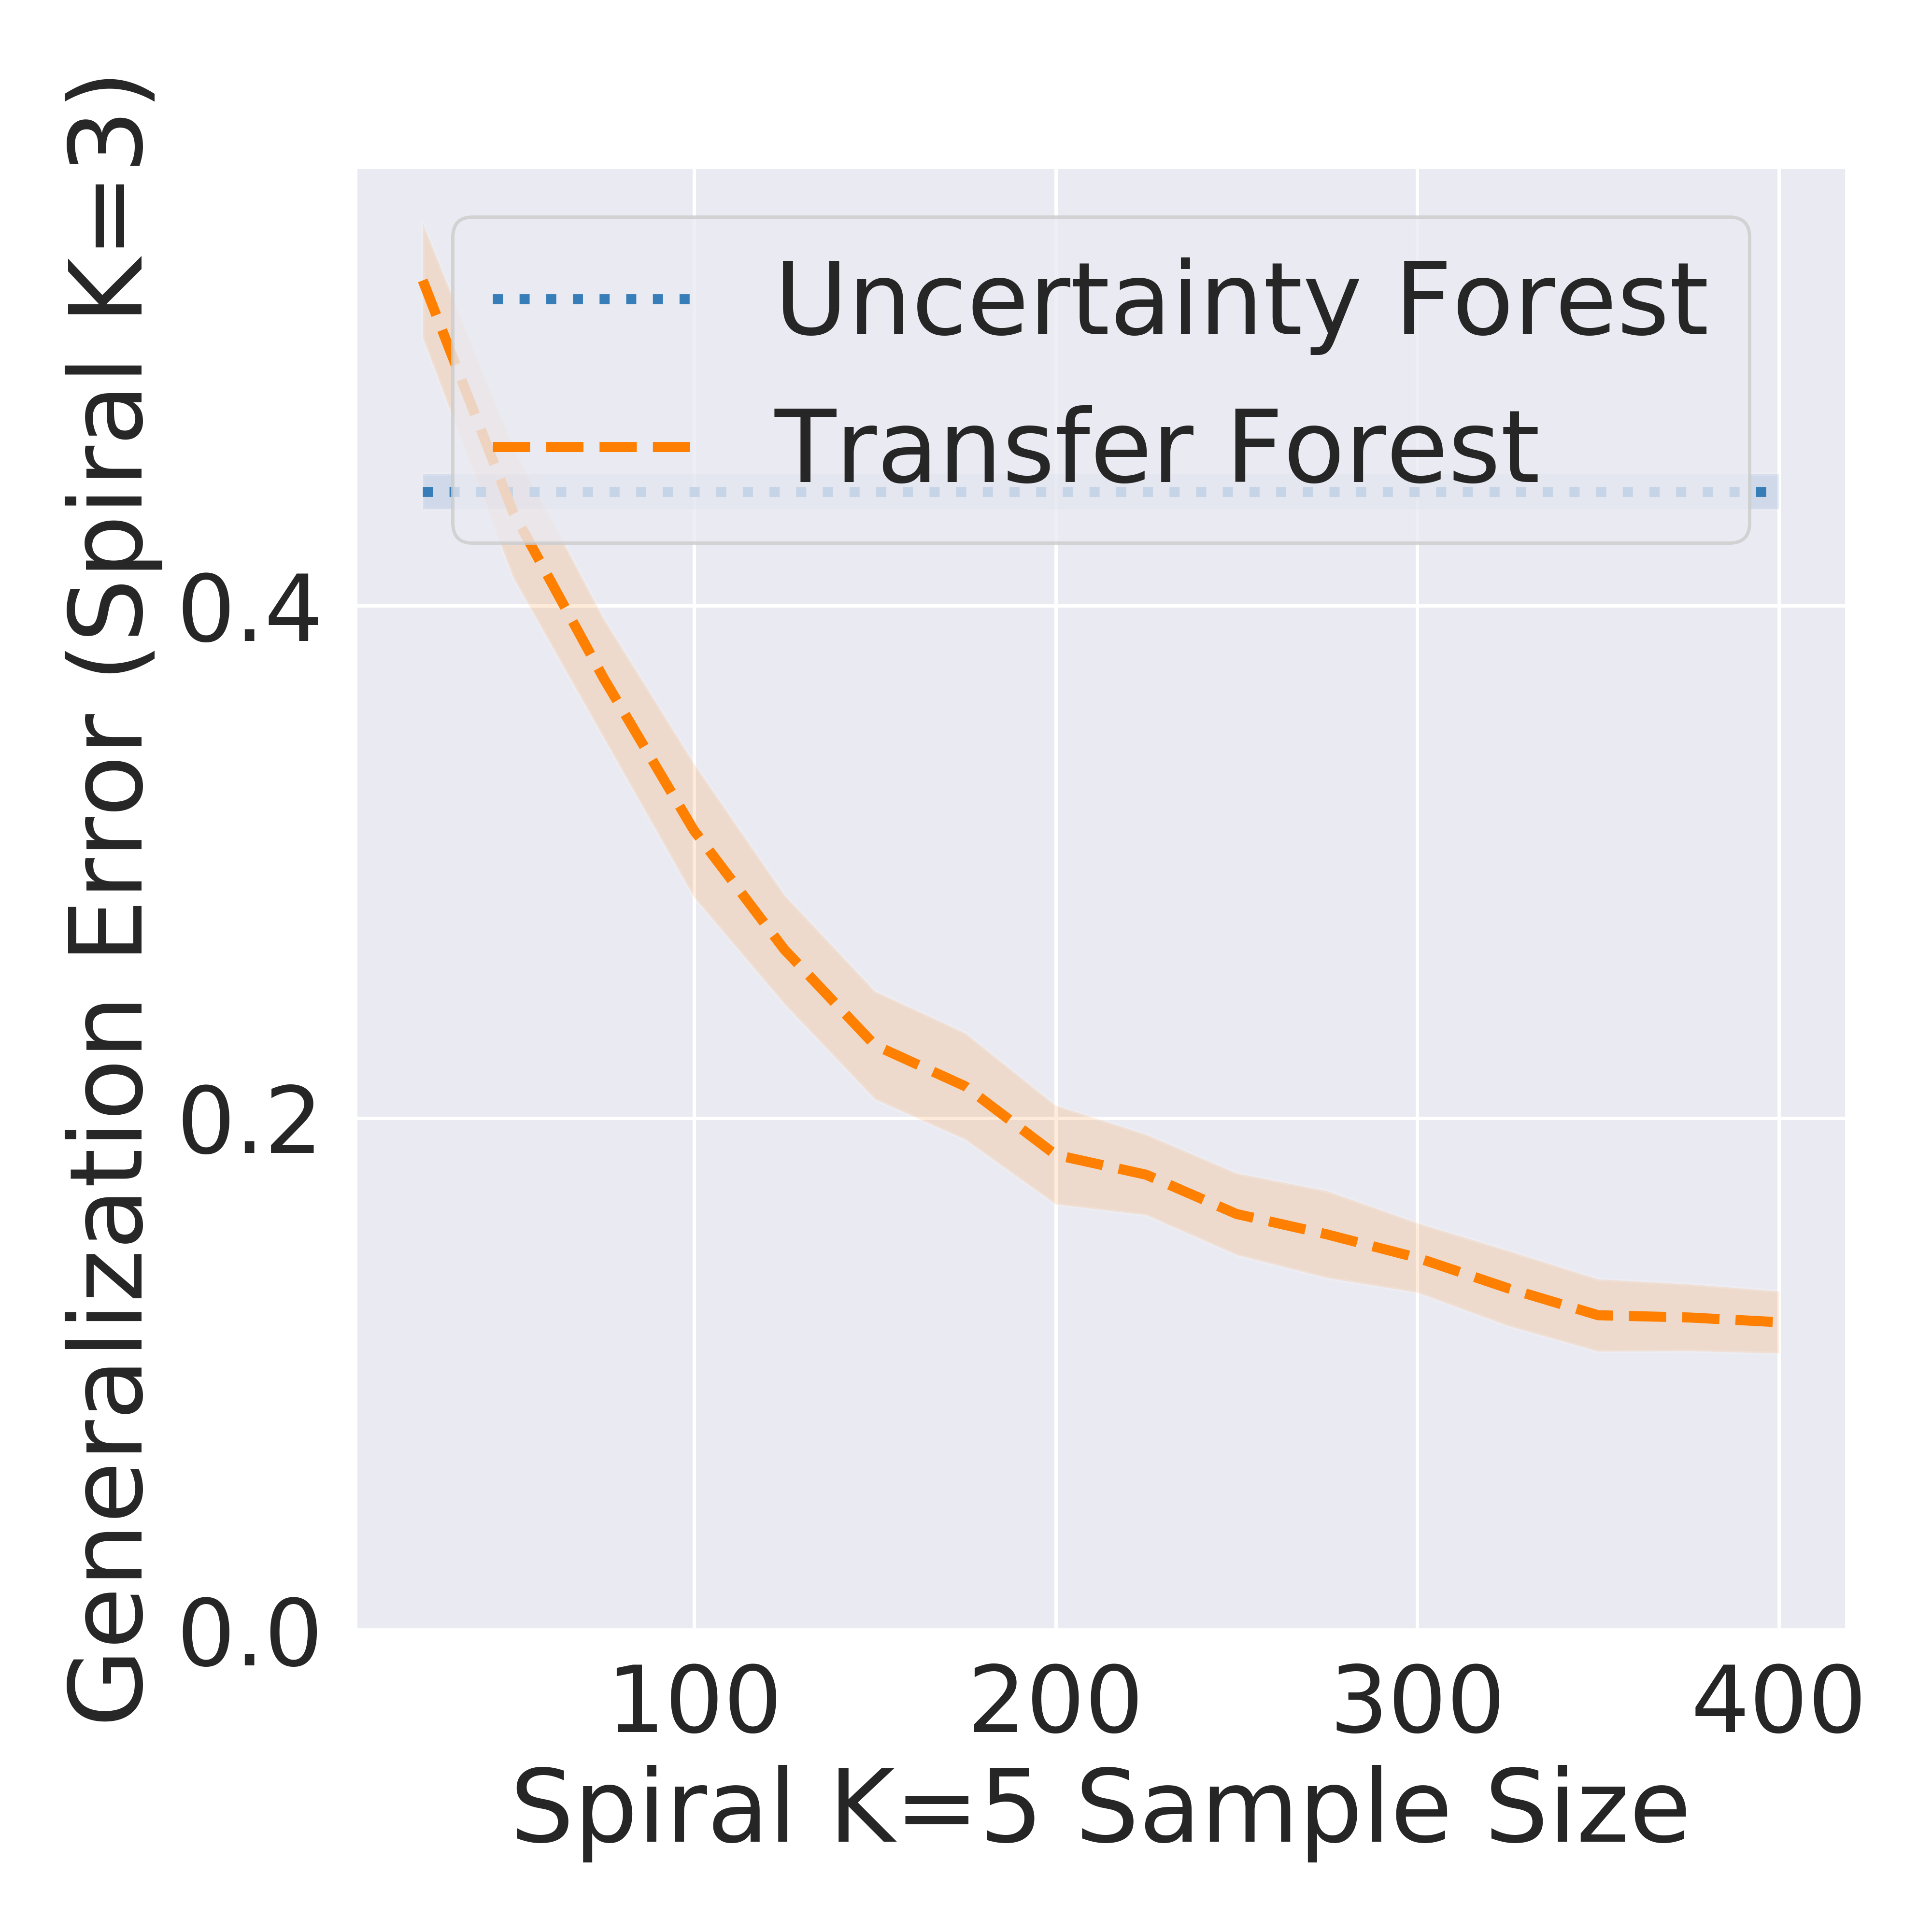 Generalization Error (Spiral K=3)
Uncertainty Forest
Transfer Forest
0.4
0.2
0.0
100 200 300 400
Spiral K=5 Sample Size